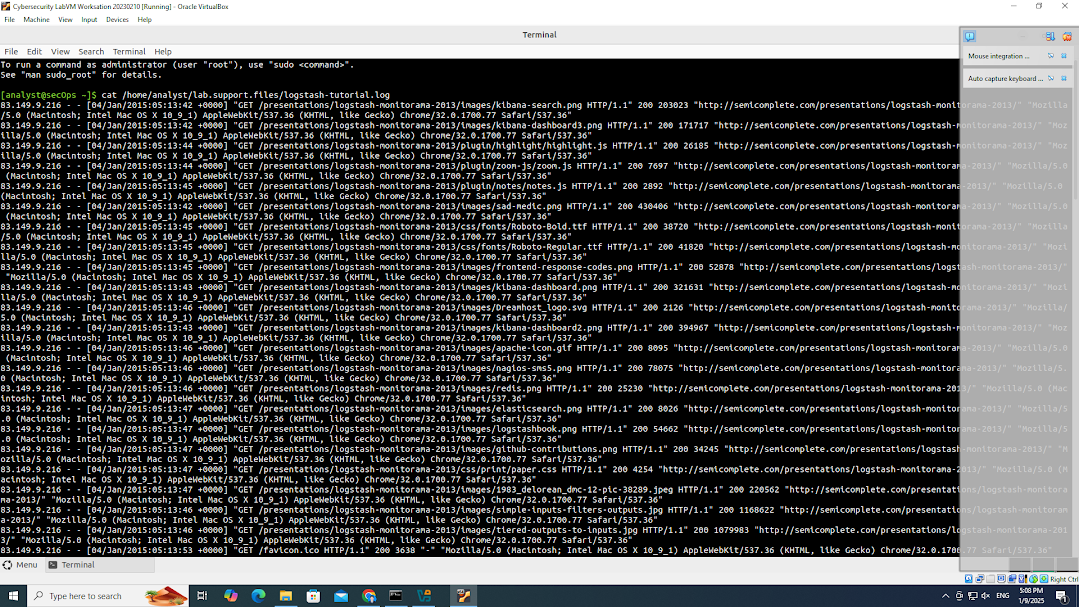 Cybersecurity LabVM Worksation 20230210 [Running] - Oracle VirtualBox
File Machine View Input Devices Help
Terminal
File Edit View Search Terminal Help
To run a command as administrator (user "root"), use "sudo <command>".
See "man sudo_root" for details.
[analyst@secOps ~]$ cat /home/analyst/lab.support.files/logstash-tutorial.log
83.149.9.216 - - [04/Jan/2015:05:13:42 +0000] "GET /presentations/logstash-monitorama-2013/images/kibana-search.png HTTP/1.1" 200 203023 "http://semicomplete.com/presentations/logstash-monitorama-2013/" "Mozilla
/5.0 (Macintosh; Intel Mac OS X 10_9_1) AppleWebKit/537.36 (KHTML, like Gecko) Chrome/32.0.1700.77 Safari/537.36"
83.149.9.216 - - [04/Jan/2015:05:13:42 +0000] "GET /presentations/logstash-monitorama-2013/images/kibana-dashboard3.png HTTP/1.1" 200 171717 "http://semicomplete.com/presentations/logstash-monitorama-2013/" "Moz
illa/5.0 (Macintosh; Intel Mac OS X 10_9_1) AppleWebKit/537.36 (KHTML, like Gecko) Chrome/32.0.1700.77 Safari/537.36"
83.149.9.216 - - [04/Jan/2015:05:13:44 +0000] "GET /presentations/logstash-monitorama-2013/plugin/highlight/highlight.js HTTP/1.1" 200 26185 "http://semicomplete.com/presentations/logstash-monitorama-2013/" "Moz
illa/5.0 (Macintosh; Intel Mac OS X 10_9_1) AppleWebKit/537.36 (KHTML, like Gecko) Chrome/32.0.1700.77 Safari/537.36"
83.149.9.216 - - [04/Jan/2015:05:13:44 +0000] "GET /presentations/logstash-monitorama-2013/plugin/zoom-js/zoom.js HTTP/1.1" 200 7697 "http://semicomplete.com/presentations/logstash-monitorama-2013/" "Mozilla/5.0
(Macintosh; Intel Mac OS X 10_9_1) AppleWebKit/537.36 (KHTML, like Gecko) Chrome/32.0.1700.77 Safari/537.36"
83.149.9.216 - - [04/Jan/2015:05:13:45 +0000] "GET /presentations/logstash-monitorama-2013/plugin/notes/notes.js HTTP/1.1" 200 2892 "http://semicomplete.com/presentations/logstash-monitorama-2013/" "Mozilla/5.0
(Macintosh; Intel Mac OS X 10_9_1) AppleWebKit/537.36 (KHTML, like Gecko) Chrome/32.0.1700.77 Safari/537.36"
83.149.9.216 - - [04/Jan/2015:05:13:42 +0000] "GET /presentations/logstash-monitorama-2013/images/sad-medic.png HTTP/1.1" 200 430406 "http://semicomplete.com/presentations/logstash-monitorama-2013/" "Mozilla/5.0
(Macintosh; Intel Mac OS X 10_9_1) AppleWebKit/537.36 (KHTML, like Gecko) Chrome/32.0.1700.77 Safari/537.36"
83.149.9.216 - - [04/Jan/2015:05:13:45 +0000] "GET /presentations/logstash-monitorama-2013/css/fonts/Roboto-Bold.ttf HTTP/1.1" 200 38720 "http://semicomplete.com/presentations/logstash-monitorama-2013/" "Mozilla
/5.0 (Macintosh; Intel Mac OS X 10_9_1) AppleWebKit/537.36 (KHTML, like Gecko) Chrome/32.0.1700.77 Safari/537.36"
83.149.9.216 - - [04/Jan/2015:05:13:45 +0000] "GET /presentations/logstash-monitorama-2013/css/fonts/Roboto-Regular.ttf HTTP/1.1" 200 41820 "http://semicomplete.com/presentations/logstash-monitorama-2013/" "Mozi
lla/5.0 (Macintosh; Intel Mac OS X 10_9_1) AppleWebKit/537.36 (KHTML, like Gecko) Chrome/32.0.1700.77 Safari/537.36"
83.149.9.216 - - [04/Jan/2015:05:13:45 +0000] "GET /presentations/logstash-monitorama-2013/images/frontend-response-codes.png HTTP/1.1" 200 52878 "http://semicomplete.com/presentations/logstash-monitorama-2013/"
"Mozilla/5.0 (Macintosh; Intel Mac OS X 10_9_1) AppleWebKit/537.36 (KHTML, like Gecko) Chrome/32.0.1700.77 Safari/537.36"
83.149.9.216 - - [04/Jan/2015:05:13:43 +0000] "GET /presentations/logstash-monitorama-2013/images/kibana-dashboard.png HTTP/1.1" 200 321631 "http://semicomplete.com/presentations/logstash-monitorama-2013/" "Mozi
lla/5.0 (Macintosh; Intel Mac OS X 10_9_1) AppleWebKit/537.36 (KHTML, like Gecko) Chrome/32.0.1700.77 Safari/537.36"
83.149.9.216 - - [04/Jan/2015:05:13:46 +0000] "GET /presentations/logstash-monitorama-2013/images/Dreamhost_logo.svg HTTP/1.1" 200 2126 "http://semicomplete.com/presentations/logstash-monitorama-2013/" "Mozilla/
5.0 (Macintosh; Intel Mac OS X 10_9_1) AppleWebKit/537.36 (KHTML, like Gecko) Chrome/32.0.1700.77 Safari/537.36"
83.149.9.216 - - [04/Jan/2015:05:13:43 +0000] "GET /presentations/logstash-monitorama-2013/images/kibana-dashboard2.png HTTP/1.1" 200 394967 "http://semicomplete.com/presentations/logstash-monitorama-2013/" "Moz
illa/5.0 (Macintosh; Intel Mac OS X 10_9_1) AppleWebKit/537.36 (KHTML, like Gecko) Chrome/32.0.1700.77 Safari/537.36"
83.149.9.216 - - [04/Jan/2015:05:13:46 +0000] "GET /presentations/logstash-monitorama-2013/images/apache-icon.gif HTTP/1.1" 200 8095 "http://semicomplete.com/presentations/logstash-monitorama-2013/" "Mozilla/5.0
(Macintosh; Intel Mac OS X 10_9_1) AppleWebKit/537.36 (KHTML, like Gecko) Chrome/32.0.1700.77 Safari/537.36"
83.149.9.216 - - [04/Jan/2015:05:13:46 +0000] "GET /presentations/logstash-monitorama-2013/images/nagios-sms5.png HTTP/1.1" 200 78075 "http://semicomplete.com/presentations/logstash-monitorama-2013/" "Mozilla/5.
0 (Macintosh; Intel Mac OS X 10_9_1) AppleWebKit/537.36 (KHTML, like Gecko) Chrome/32.0.1700.77 Safari/537.36"
83.149.9.216 - - [04/Jan/2015:05:13:46 +0000] "GET /presentations/logstash-monitorama-2013/images/redis.png HTTP/1.1" 200 25230 "http://semicomplete.com/presentations/logstash-monitorama-2013/" "Mozilla/5.0 (Mac
intosh; Intel Mac OS X 10_9_1) AppleWebKit/537.36 (KHTML, like Gecko) Chrome/32.0.1700.77 Safari/537.36"
83.149.9.216 - - [04/Jan/2015:05:13:47 +0000] "GET /presentations/logstash-monitorama-2013/images/elasticsearch.png HTTP/1.1" 200 8026 "http://semicomplete.com/presentations/logstash-monitorama-2013/" "Mozilla/5
.0 (Macintosh; Intel Mac OS X 10_9_1) AppleWebKit/537.36 (KHTML, like Gecko) Chrome/32.0.1700.77 Safari/537.36"
83.149.9.216 - - [04/Jan/2015:05:13:47 +0000] "GET /presentations/logstash-monitorama-2013/images/logstashbook.png HTTP/1.1" 200 54662 "http://semicomplete.com/presentations/logstash-monitorama-2013/" "Mozilla/5
.0 (Macintosh; Intel Mac OS X 10_9_1) AppleWebKit/537.36 (KHTML, like Gecko) Chrome/32.0.1700.77 Safari/537.36"
83.149.9.216 - - [04/Jan/2015:05:13:47 +0000] "GET /presentations/logstash-monitorama-2013/images/github-contributions.png HTTP/1.1" 200 34245 "http://semicomplete.com/presentations/logstash-monitorama-2013/" "M
ozilla/5.0 (Macintosh; Intel Mac OS X 10_9_1) AppleWebKit/537.36 (KHTML, like Gecko) Chrome/32.0.1700.77 Safari/537.36"
83.149.9.216 - - [04/Jan/2015:05:13:47 +0000] "GET /presentations/logstash-monitorama-2013/css/print/paper.css HTTP/1.1" 200 4254 "http://semicomplete.com/presentations/logstash-monitorama-2013/" "Mozilla/5.0 (M
acintosh; Intel Mac OS X 10_9_1) AppleWebKit/537.36 (KHTML, like Gecko) Chrome/32.0.1700.77 Safari/537.36"
83.149.9.216 - - [04/Jan/2015:05:13:47 +0000] "GET /presentations/logstash-monitorama-2013/images/1983_delorean_dmc-12-pic-38289.jpeg HTTP/1.1" 200 220562 "http://semicomplete.com/presentations/logstash-monitora
ma-2013/" "Mozilla/5.0 (Macintosh; Intel Mac OS X 10_9_1) AppleWebKit/537.36 (KHTML, like Gecko) Chrome/32.0.1700.77 Safari/537.36"
83.149.9.216 - - [04/Jan/2015:05:13:46 +0000] "GET /presentations/logstash-monitorama-2013/images/simple-inputs-filters-outputs.jpg HTTP/1.1" 200 1168622 "http://semicomplete.com/presentations/logstash-monitoram
a-2013/" "Mozilla/5.0 (Macintosh; Intel Mac OS X 10_9_1) AppleWebKit/537.36 (KHTML, like Gecko) Chrome/32.0.1700.77 Safari/537.36"
83.149.9.216 - - [04/Jan/2015:05:13:46 +0000] "GET /presentations/logstash-monitorama-2013/images/tiered-outputs-to-inputs.jpg HTTP/1.1" 200 1079983 "http://semicomplete.com/presentations/logstash-monitorama-201
3/" "Mozilla/5.0 (Macintosh; Intel Mac OS X 10_9_1) AppleWebKit/537.36 (KHTML, like Gecko) Chrome/32.0.1700.77 Safari/537.36"
83.149.9.216 - - [04/Jan/2015:05:13:53 +0000] "GET /favicon.ico HTTP/1.1" 200 3638 "-" "Mozilla/5.0 (Macintosh; Intel Mac OS X 10_9_1) AppleWebKit/537.36 (KHTML, like Gecko) Chrome/32.0.1700.77 Safari/537.36"
Mouse integration ...
Auto capture keyboard ...
Menu Terminal
Right Ctrl
Type here to search
ENG
5:08 PM
1/9/2025
1